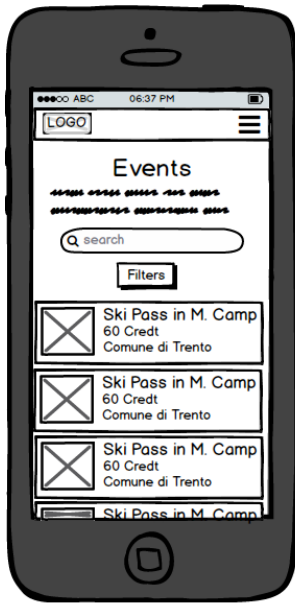 ABC 06:37 PM
LOGO
Events
search
Filters
Ski Pass in M. Camp
60 Credt
Comune di Trento
Ski Pass in M. Camp
60 Credt
Comune di Trento
Ski Pass in M. Camp
60 Credt
Comune di Trento
Ski Pass in M. Camp